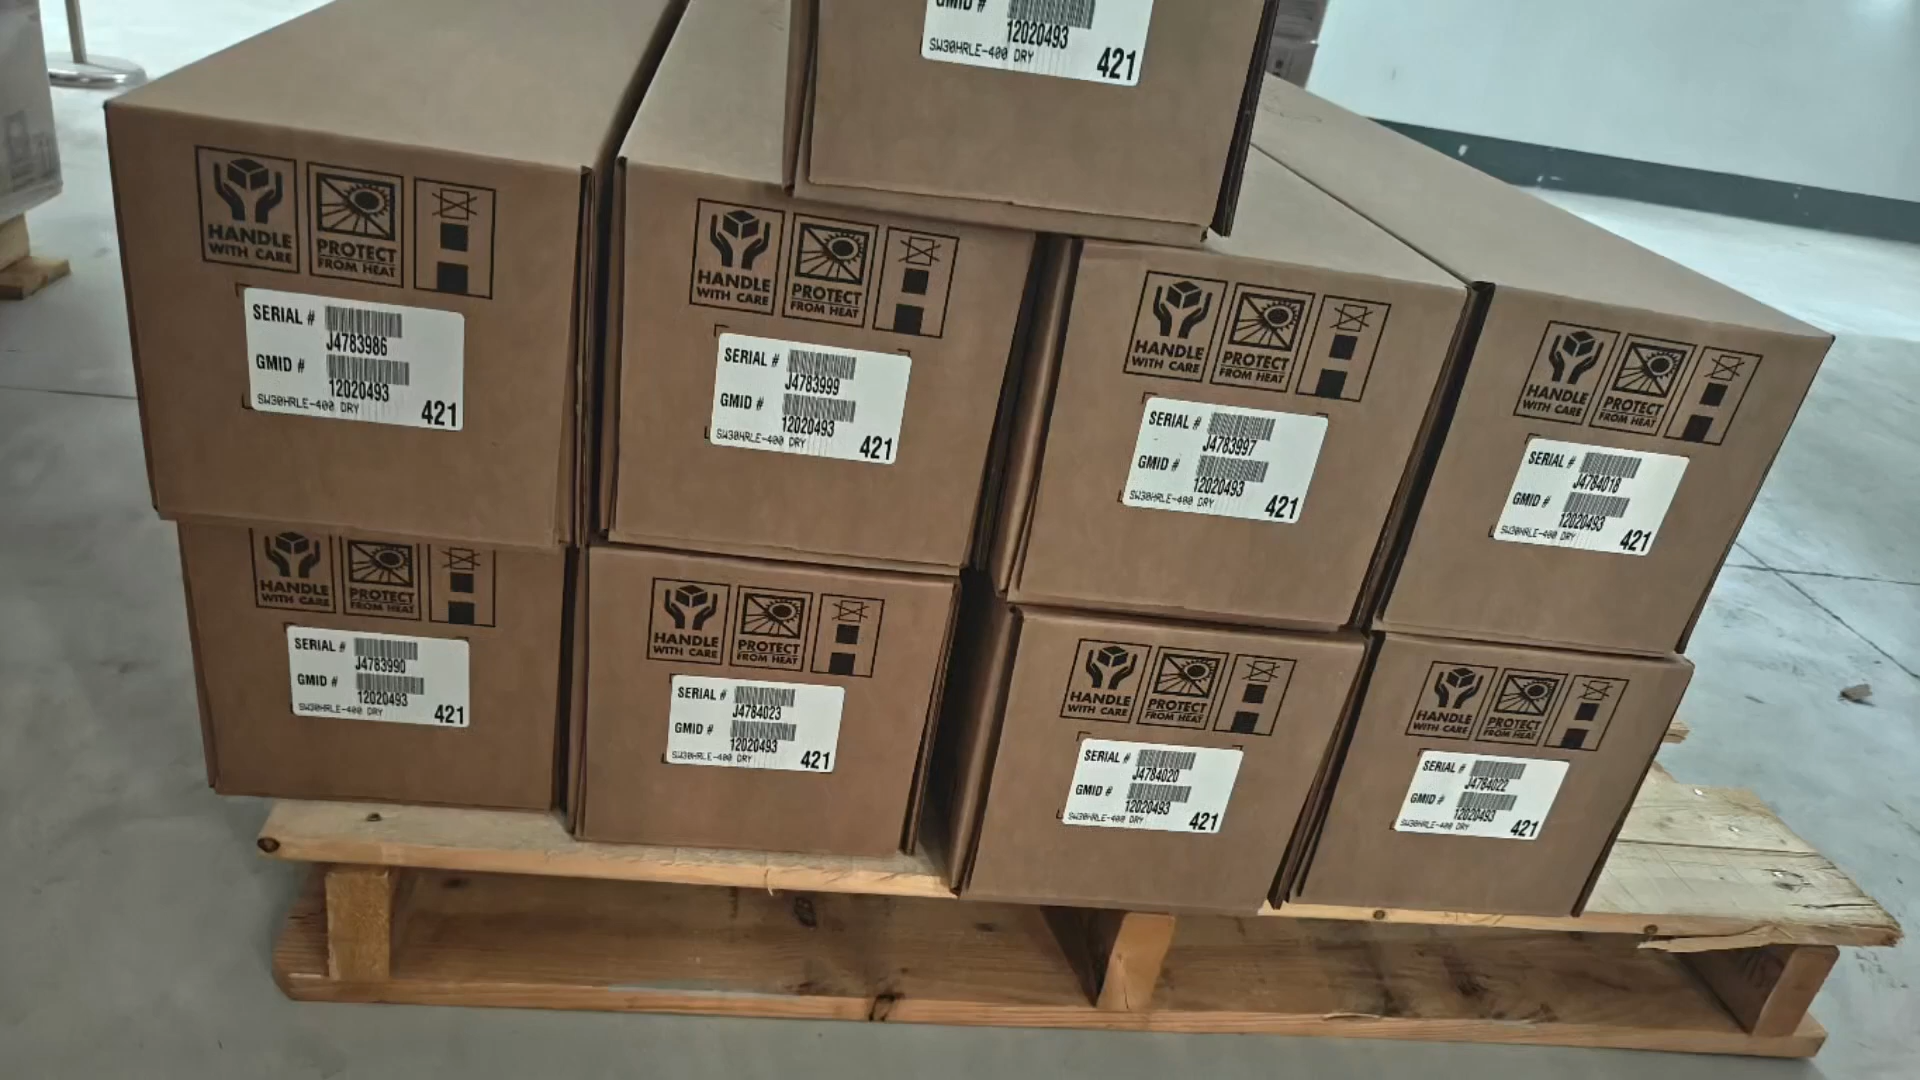 GMID #
12020493
SW30HRLE-400 DRY
421
HANDLE
WITH CARE
PROTECT
FROM HEAT
SERIAL #
J4783986
GMID #
12020493
SW30HRLE-400 DRY
421
HANDLE
WITH CARE
PROTECT
FROM HEAT
SERIAL #
J4783999
GMID #
12020493
SW30HRLE-400 DRY
421
HANDLE
WITH CARE
PROTECT
FROM HEAT
SERIAL #
J4783997
GMID #
12020493
SW30HRLE-400 DRY
421
HANDLE
WITH CARE
PROTECT
FROM HEAT
SERIAL #
J4784018
GMID #
12020493
SW30HRLE-400 DRY
421
HANDLE
WITH CARE
PROTECT
FROM HEAT
SERIAL #
J4783990
GMID #
12020493
SW30HRLE-400 DRY
421
HANDLE
WITH CARE
PROTECT
FROM HEAT
SERIAL #
J4784023
GMID #
12020493
SW30HRLE-400 DRY
421
HANDLE
WITH CARE
PROTECT
FROM HEAT
SERIAL #
J4784020
GMID #
12020493
SW30HRLE-400 DRY
421
HANDLE
WITH CARE
PROTECT
FROM HEAT
SERIAL #
J4784022
GMID #
12020493
SW30HRLE-400 DRY
421